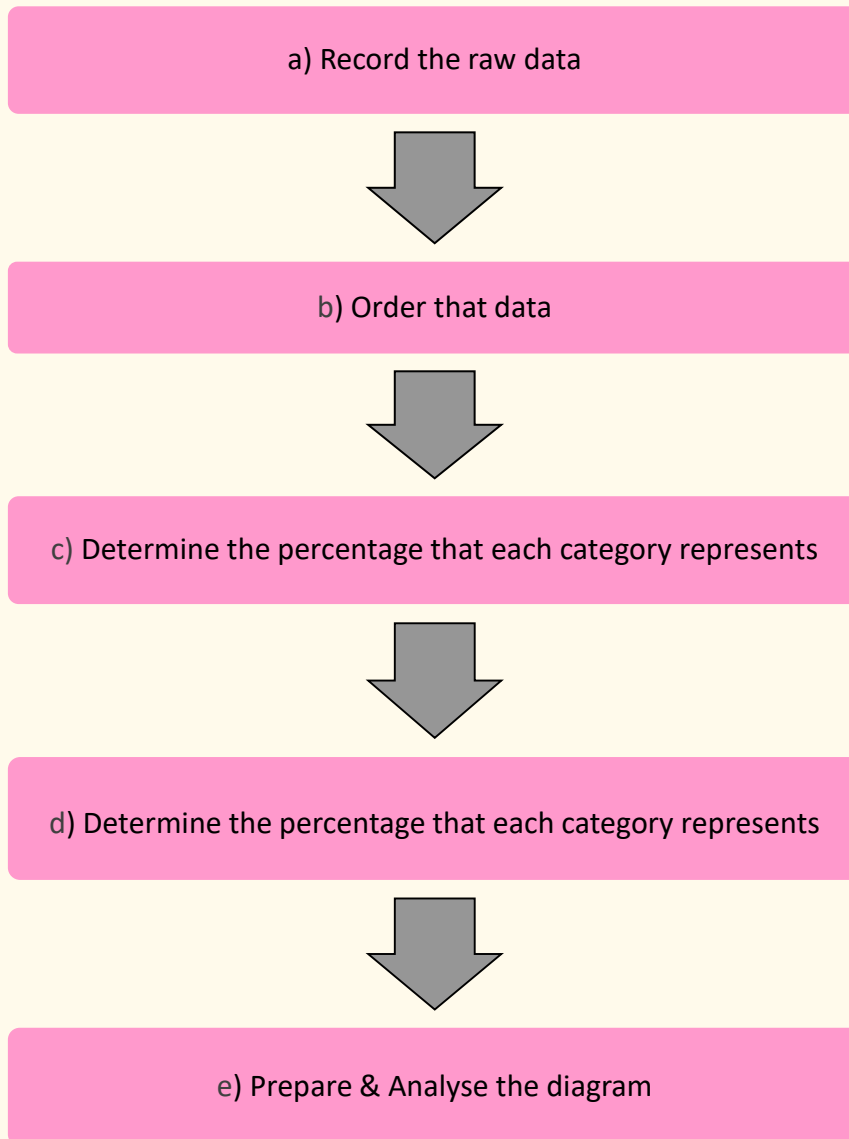 a) Record the raw data
b) Order that data
c) Determine the percentage that each category represents
d) Determine the percentage that each category represents
e) Prepare & Analyse the diagram